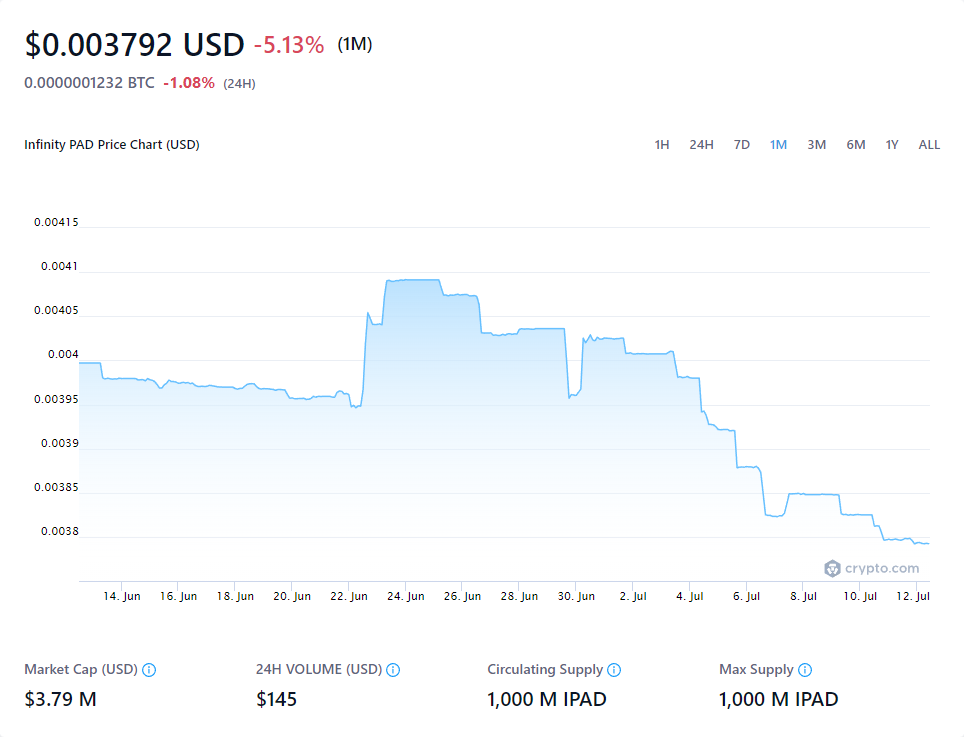 $0.003792 USD -5.13% (1M)
0.0000001232 BTC -1.08% (24H)
Infinity PAD Price Chart (USD) 1H 24H 7D 1M 3M 6M 1Y ALL
0.00415
0.0041
0.00405
0.004
0.00395
0.0039
0.00385
0.0038
crypto.com
14. Jun 16. Jun 18. Jun 20. Jun 22. Jun 24. Jun 26. Jun 28. Jun 30. Jun 2. Jul 4. Jul 6. Jul 8. Jul 10. Jul 12. Jul
Market Cap (USD) 24H VOLUME (USD) Circulating Supply Max Supply
$3.79 M $145 1,000 M IPAD 1,000 M IPAD